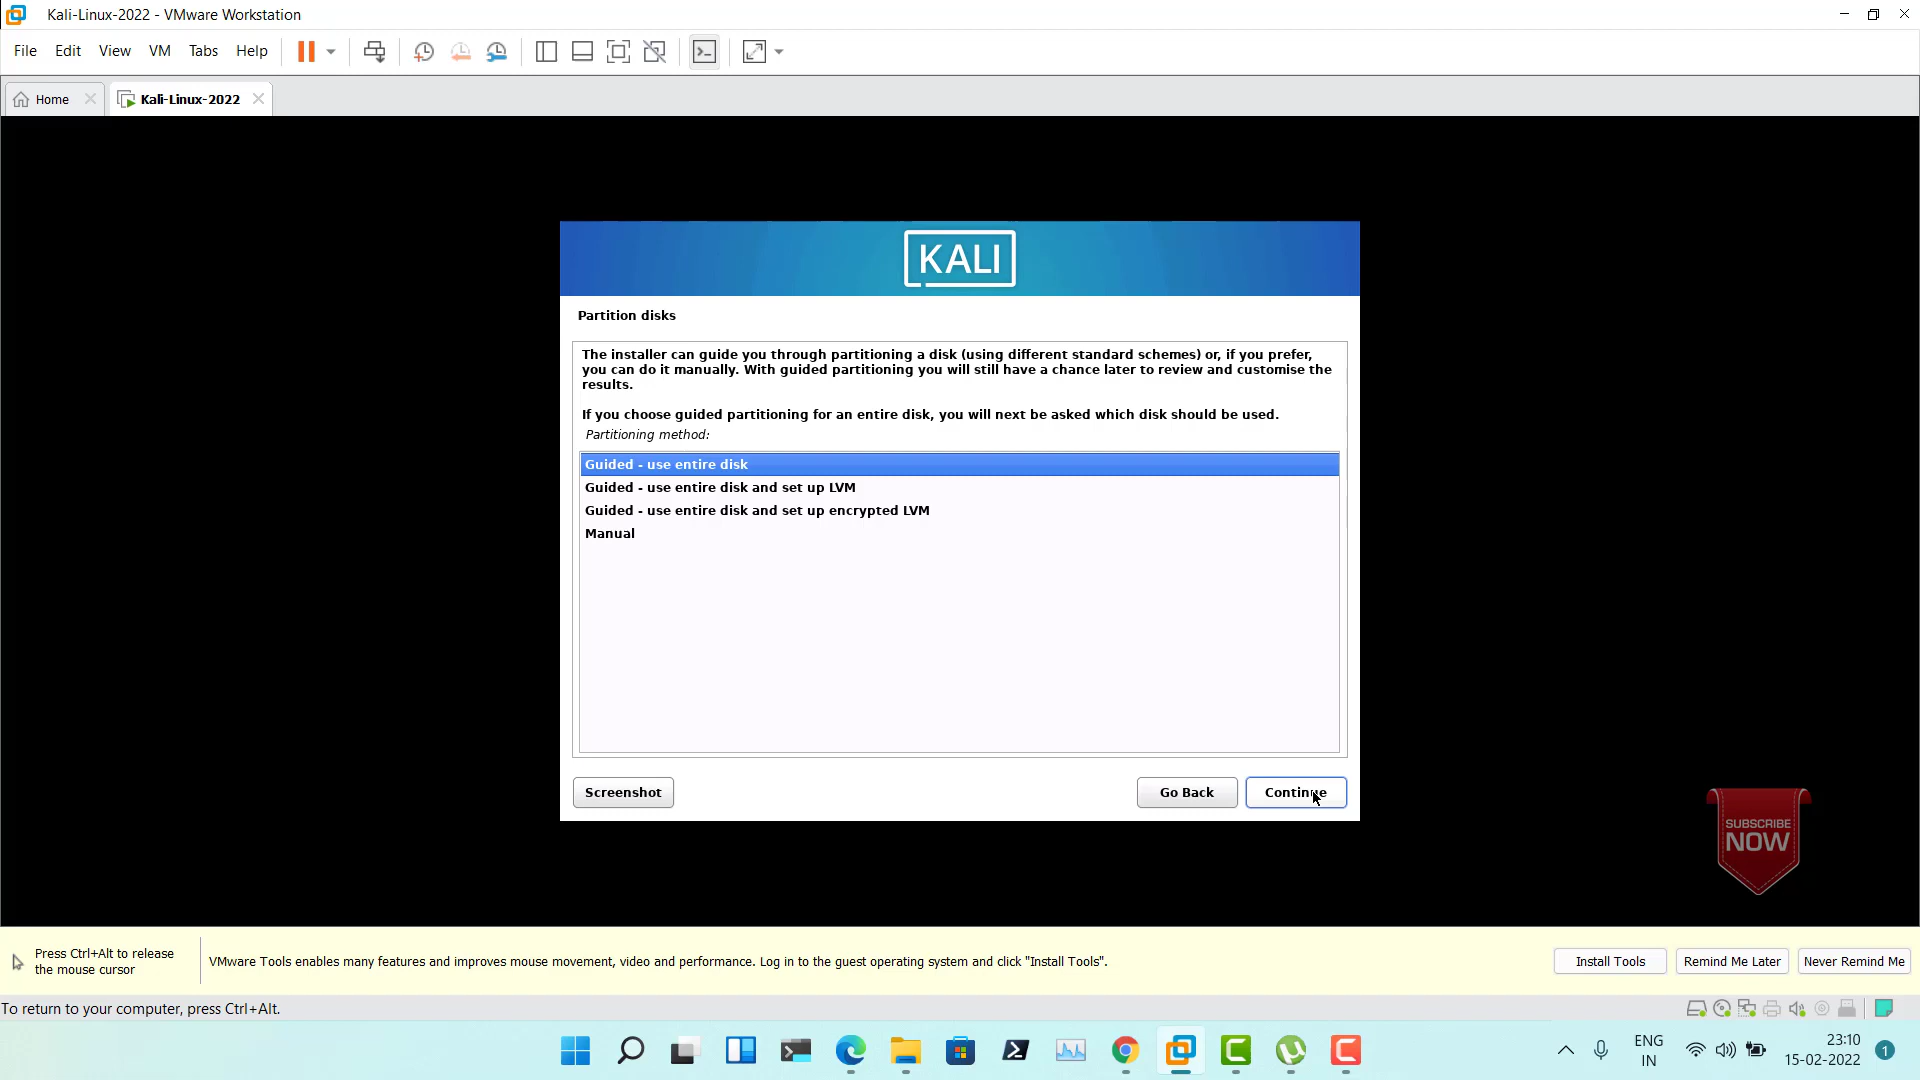 Kali-Linux-2022 - VMware Workstation
File Edit View VM Tabs Help
Home Kali-Linux-2022
KALI
Partition disks
The installer can guide you through partitioning a disk (using different standard schemes) or, if you prefer,
you can do it manually. With guided partitioning you will still have a chance later to review and customise the
results.
If you choose guided partitioning for an entire disk, you will next be asked which disk should be used.
Partitioning method:
Guided - use entire disk
Guided - use entire disk and set up LVM
Guided - use entire disk and set up encrypted LVM
Manual
Screenshot Go Back Continue
SUBSCRIBE
NOW
Press Ctrl+Alt to release
the mouse cursor
VMware Tools enables many features and improves mouse movement, video and performance. Log in to the guest operating system and click "Install Tools".
Install Tools Remind Me Later Never Remind Me
To return to your computer, press Ctrl+Alt.
ENG
IN
23:10
15-02-2022
1